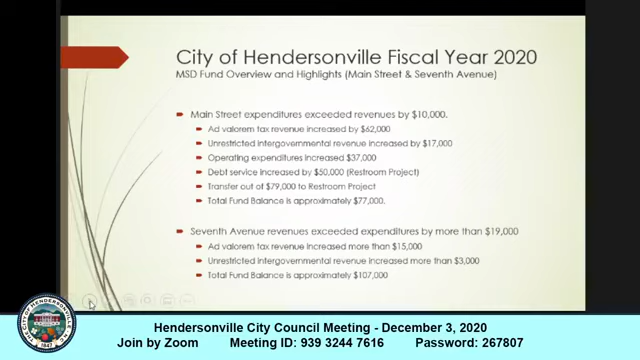 City of Hendersonville Fiscal Year 2020
MSD Fund Overview and Highlights (Main Street & Seventh Avenue)
Main Street expenditures exceeded revenues by $10,000.
Ad valorem tax revenue increased by $62,000
Unrestricted intergovernmental revenue increased by $17,000
Operating expenditures increased $37,000
Debt service increased by $50,000 (Restroom Project)
Transfer out of $79,000 to Restroom Project
Total Fund Balance is approximately $77,000.
Seventh Avenue revenues exceeded expenditures by more than $19,000
Ad valorem tax revenue increased more than $15,000
Unrestricted intergovernmental revenue increased more than $3,000
Total Fund Balance is approximately $107,000
THE CITY OF HENDERSONVILLE, INC
1847
Hendersonville City Council Meeting - December 3, 2020
Join by Zoom Meeting ID: 939 3244 7616 Password: 267807